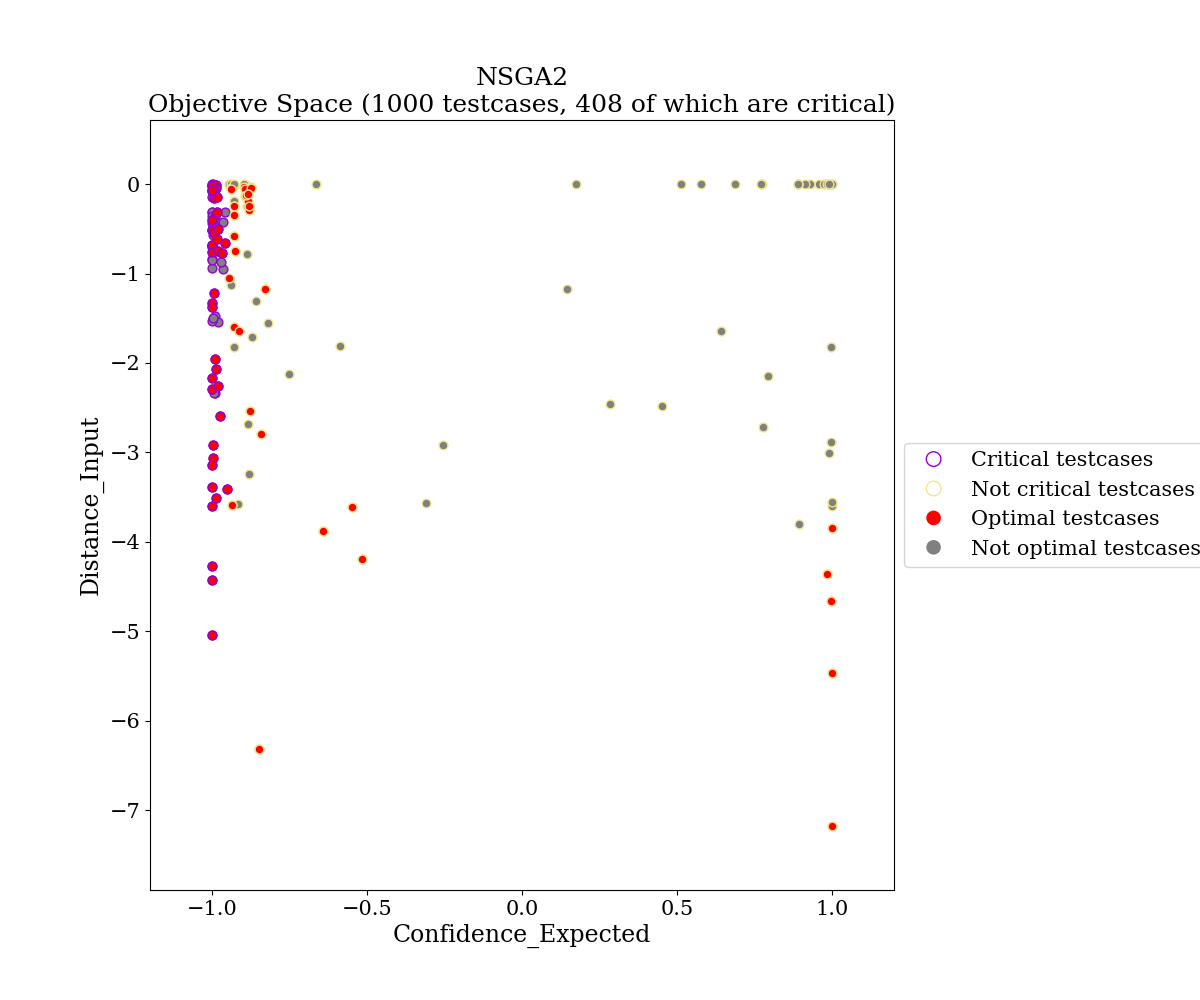 NSGA2
Objective Space (1000 testcases, 408 of which are critical)
0
−1
−2
−3
−4
−5
−6
−7
Distance_Input
−1.0
−0.5
0.0
0.5
1.0
Confidence_Expected
Critical testcases
Not critical testcases
Optimal testcases
Not optimal testcases